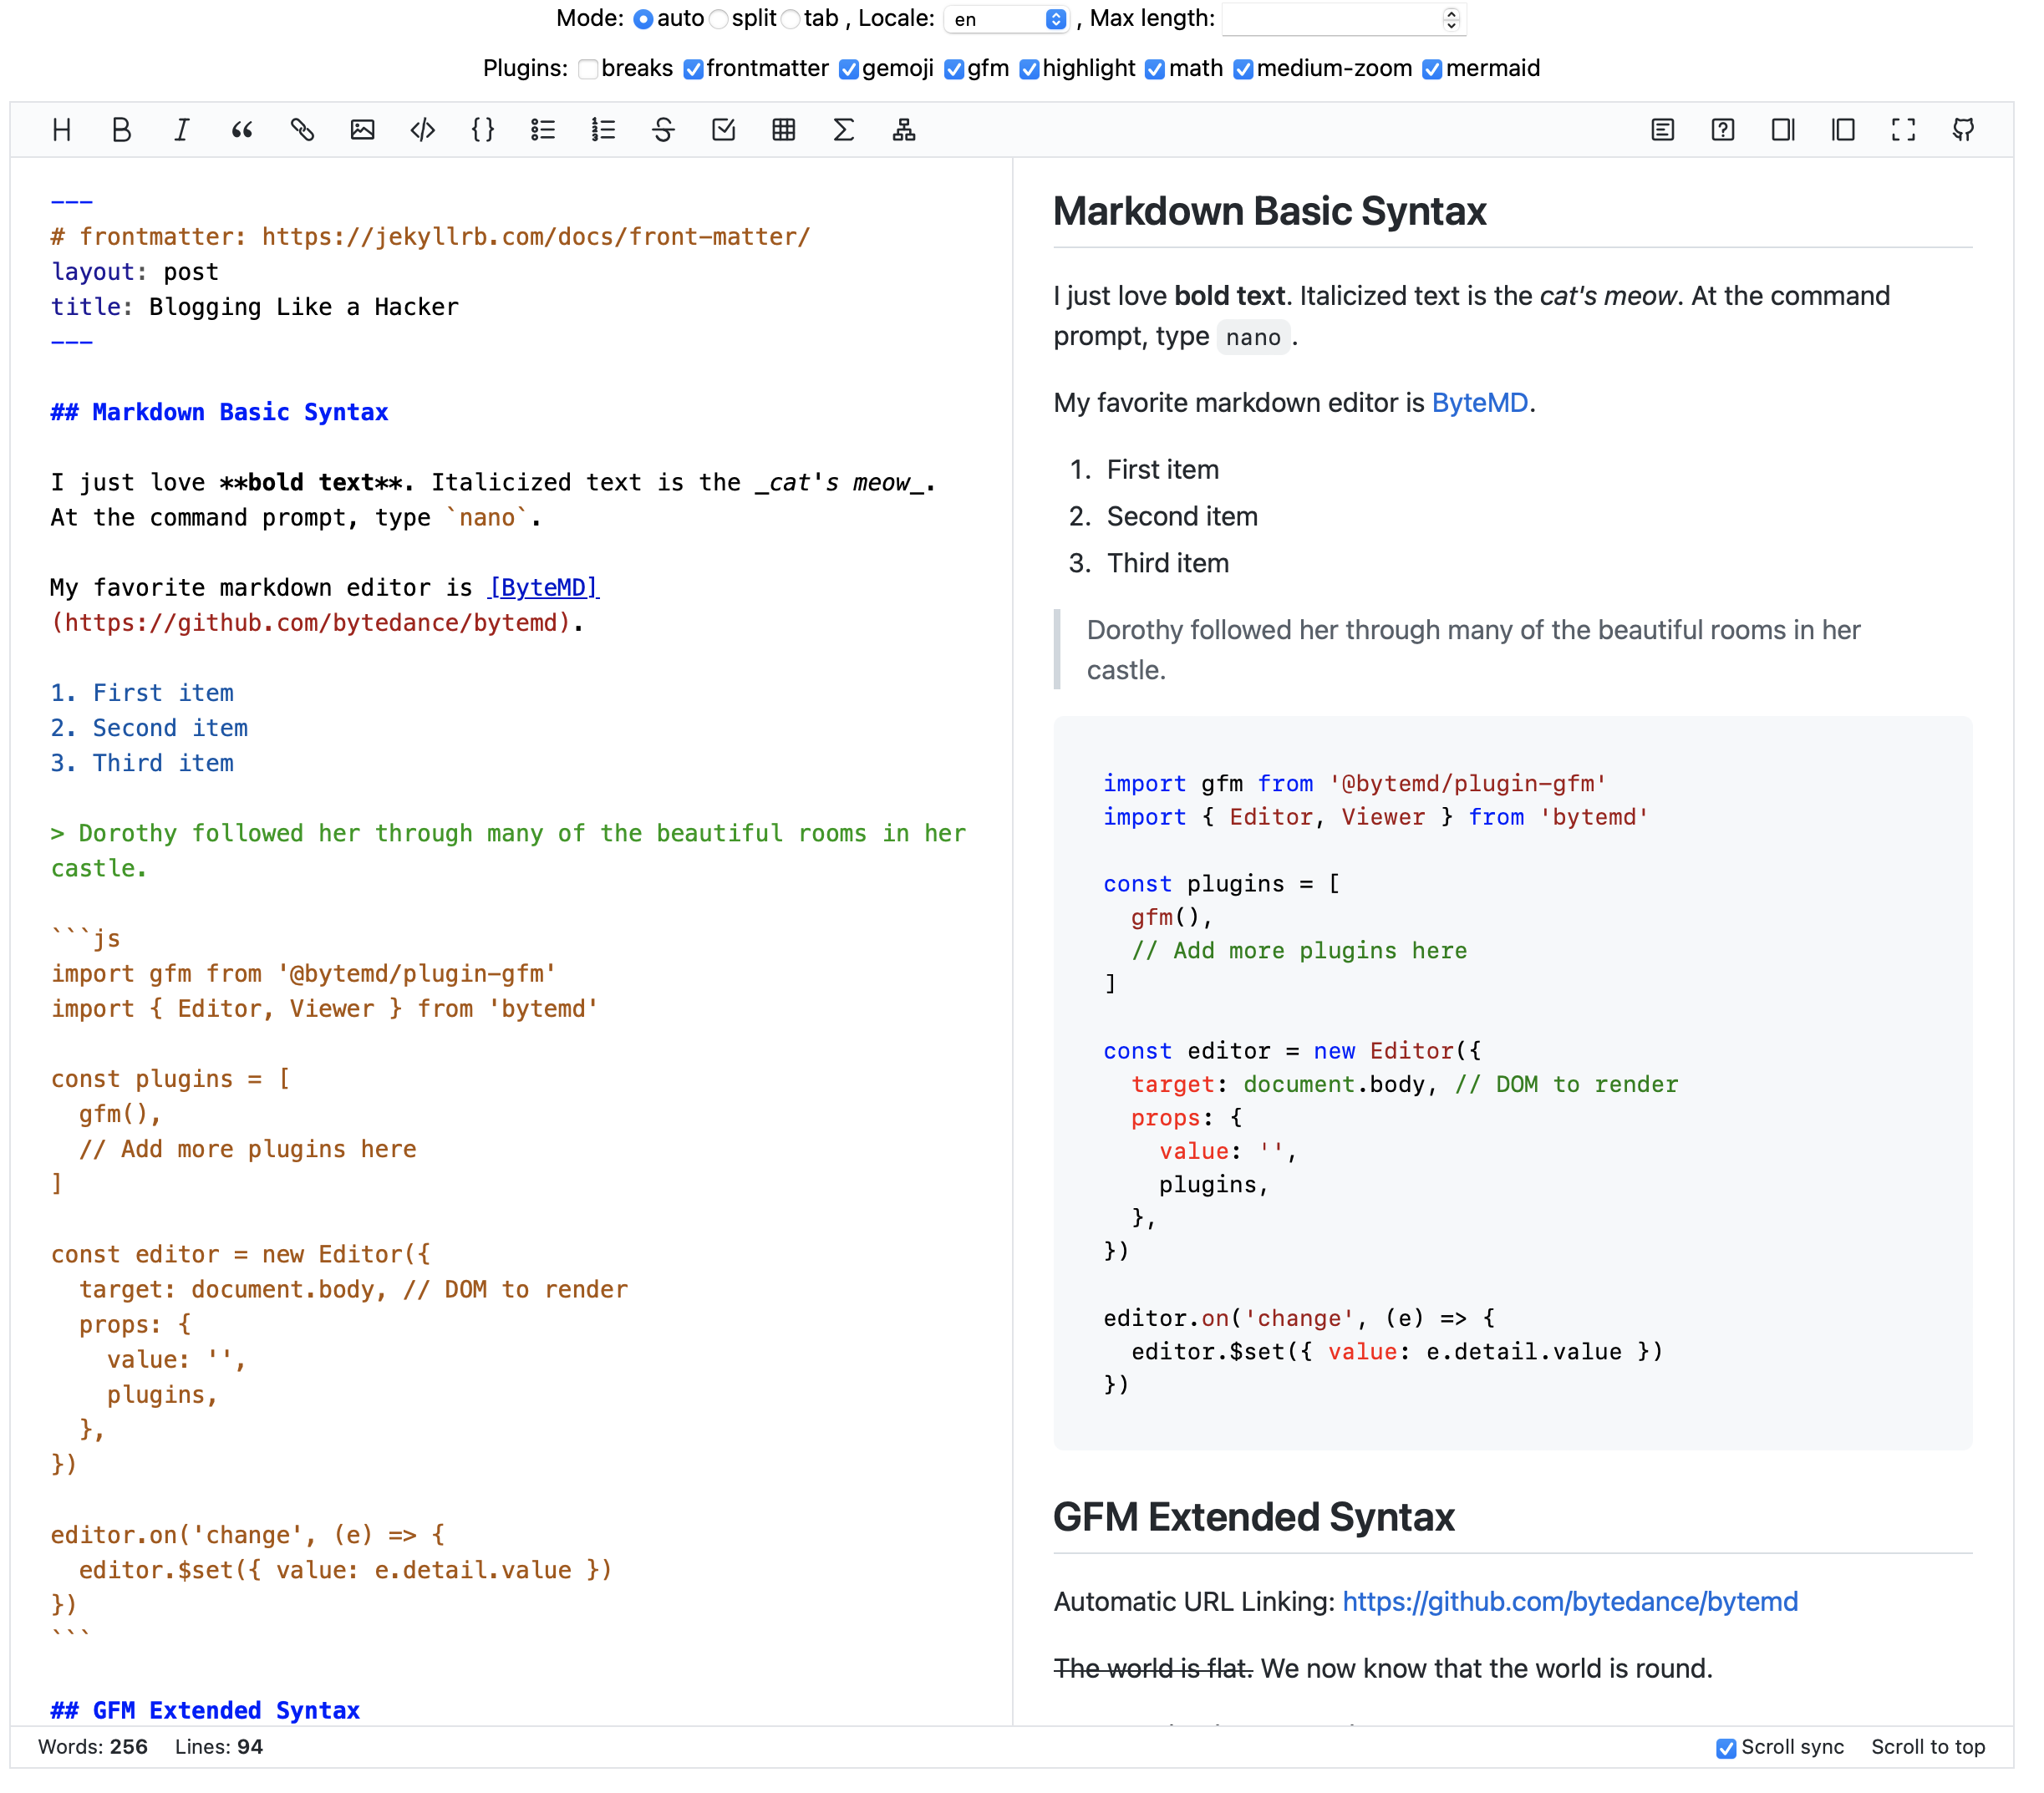 Mode: auto split tab , Locale: en , Max length:
Plugins: breaks frontmatter gemoji gfm highlight math medium-zoom mermaid
---
# frontmatter: https://jekyllrb.com/docs/front-matter/
layout: post
title: Blogging Like a Hacker
---
## Markdown Basic Syntax
I just love **bold text**. Italicized text is the _cat's meow_.
At the command prompt, type `nano`.
My favorite markdown editor is [ByteMD]
(https://github.com/bytedance/bytemd).
1. First item
2. Second item
3. Third item
> Dorothy followed her through many of the beautiful rooms in her
castle.
```js
import gfm from '@bytemd/plugin-gfm'
import { Editor, Viewer } from 'bytemd'
const plugins = [
  gfm(),
  // Add more plugins here
]
const editor = new Editor({
  target: document.body, // DOM to render
  props: {
    value: '',
    plugins,
  },
})
editor.on('change', (e) => {
  editor.$set({ value: e.detail.value })
})
```
## GFM Extended Syntax
Markdown Basic Syntax
I just love bold text. Italicized text is the cat's meow. At the command
prompt, type nano.
My favorite markdown editor is ByteMD.
1. First item
2. Second item
3. Third item
Dorothy followed her through many of the beautiful rooms in her
castle.
import gfm from '@bytemd/plugin-gfm'
import { Editor, Viewer } from 'bytemd'
const plugins = [
  gfm(),
  // Add more plugins here
]
const editor = new Editor({
  target: document.body, // DOM to render
  props: {
    value: '',
    plugins,
  },
})
editor.on('change', (e) => {
  editor.$set({ value: e.detail.value })
})
GFM Extended Syntax
Automatic URL Linking: https://github.com/bytedance/bytemd
The world is flat. We now know that the world is round.
Words: 256 Lines: 94
Scroll sync Scroll to top